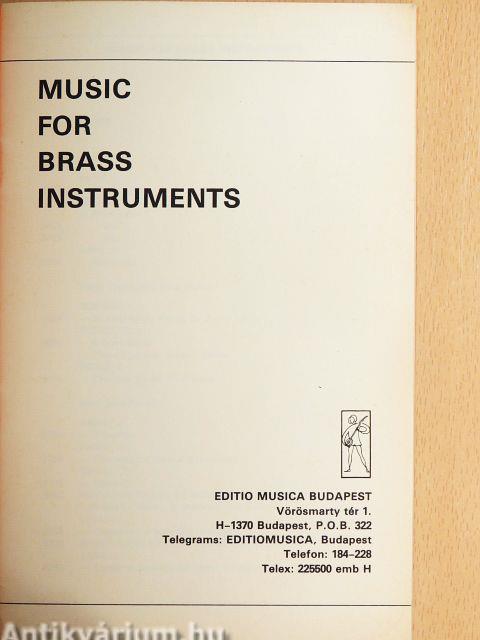 MUSIC
FOR
BRASS
INSTRUMENTS
EDITIO MUSICA BUDAPEST
Vörösmarty tér 1.
H–1370 Budapest, P.O.B. 322
Telegrams: EDITIOMUSICA, Budapest
Telefon: 184–228
Telex: 225500 emb H
Antikvárium.hu